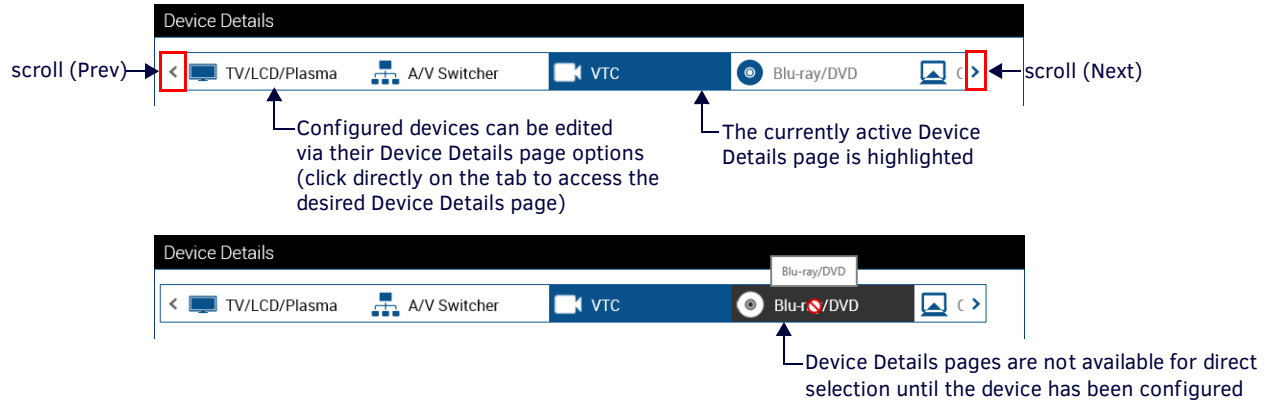 Device Details
scroll (Prev)
TV/LCD/Plasma
A/V Switcher
VTC
Blu-ray/DVD
scroll (Next)
Configured devices can be edited
via their Device Details page options
(click directly on the tab to access the
desired Device Details page)
The currently active Device
Details page is highlighted
Device Details
Blu-ray/DVD
TV/LCD/Plasma
A/V Switcher
VTC
Blu-ray/DVD
Device Details pages are not available for direct
selection until the device has been configured